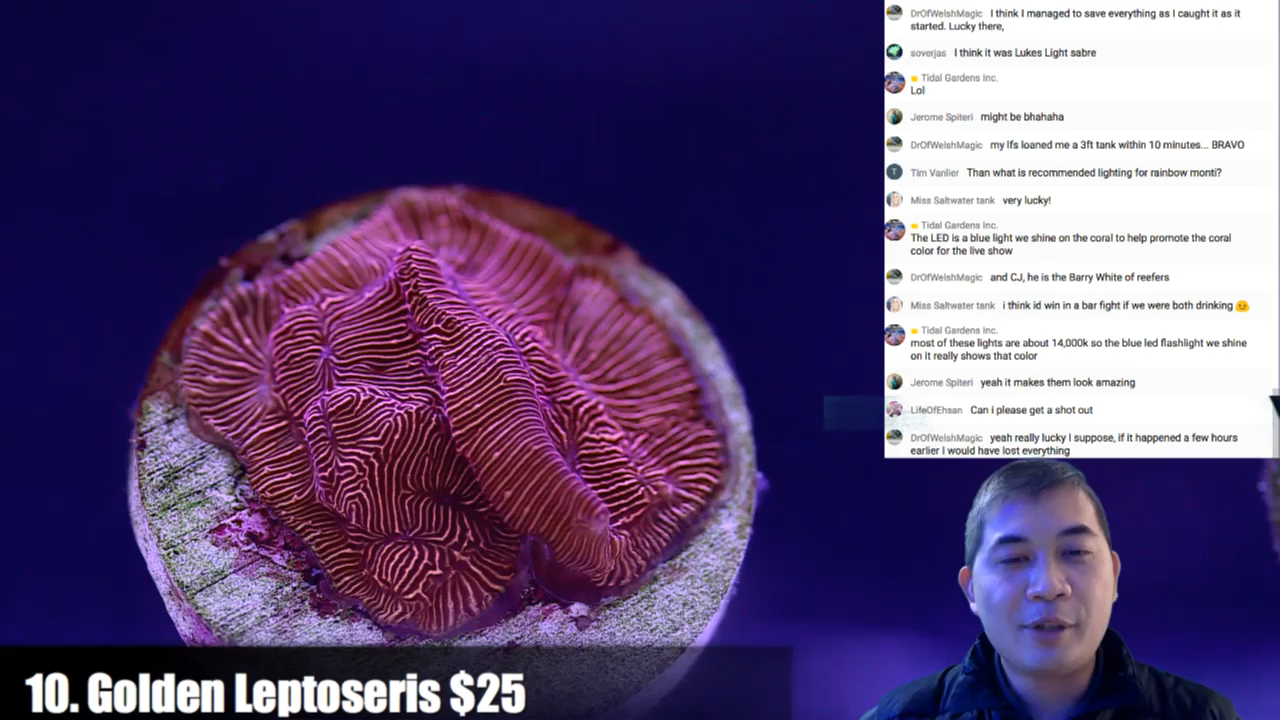 DrOfWelshMagic I think I managed to save everything as I caught it as it
started. Lucky there,
soverjas I think it was Lukes Light sabre
Tidal Gardens Inc.
Lol
Jerome Spiteri might be bhahaha
DrOfWelshMagic my lfs loaned me a 3ft tank within 10 minutes... BRAVO
T Tim Vanlier Than what is recommended lighting for rainbow monti?
Miss Saltwater tank very lucky!
Tidal Gardens Inc.
The LED is a blue light we shine on the coral to help promote the coral
color for the live show
DrOfWelshMagic and CJ, he is the Barry White of reefers
Miss Saltwater tank i think id win in a bar fight if we were both drinking 😊
Tidal Gardens Inc.
most of these lights are about 14,000k so the blue led flashlight we shine
on it really shows that color
Jerome Spiteri yeah it makes them look amazing
LifeOfEhsan Can i please get a shot out
DrOfWelshMagic yeah really lucky I suppose, if it happened a few hours
earlier I would have lost everything
10. Golden Leptoseris $25